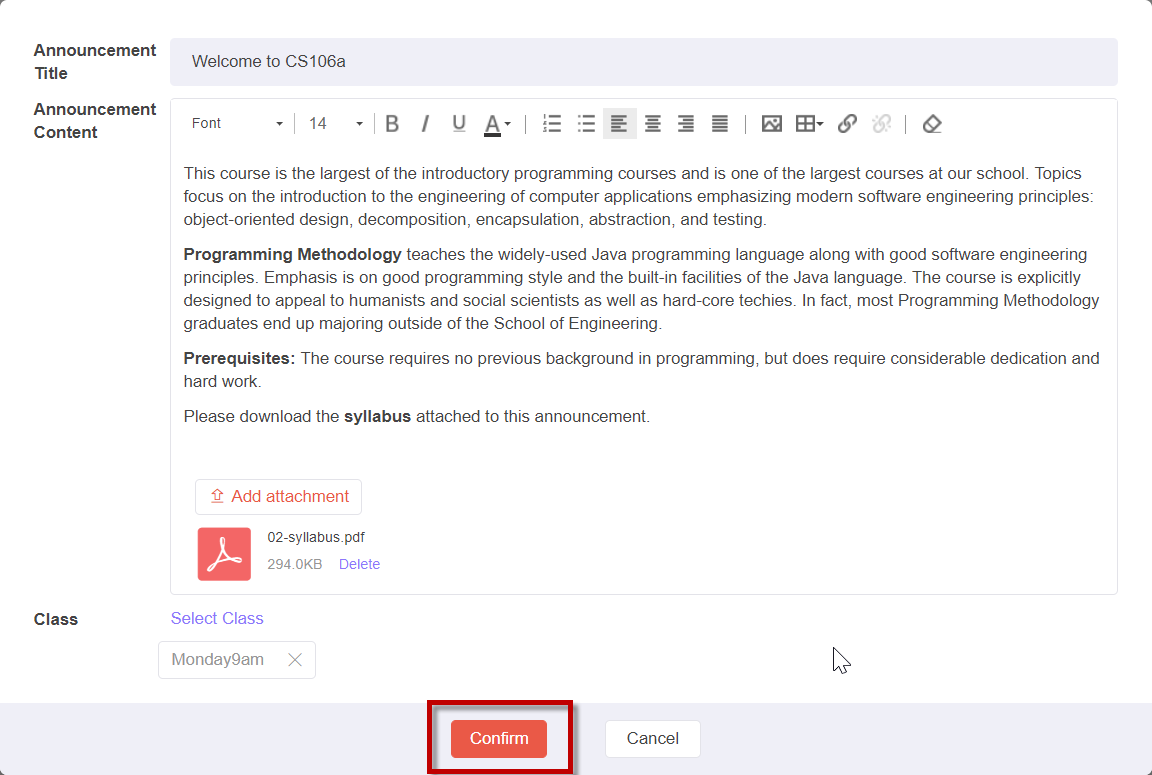 Announcement Title
Welcome to CS106a
Announcement Content
Font 14 B I U A
This course is the largest of the introductory programming courses and is one of the largest courses at our school. Topics
focus on the introduction to the engineering of computer applications emphasizing modern software engineering principles:
object-oriented design, decomposition, encapsulation, abstraction, and testing.
Programming Methodology teaches the widely-used Java programming language along with good software engineering
principles. Emphasis is on good programming style and the built-in facilities of the Java language. The course is explicitly
designed to appeal to humanists and social scientists as well as hard-core techies. In fact, most Programming Methodology
graduates end up majoring outside of the School of Engineering.
Prerequisites: The course requires no previous background in programming, but does require considerable dedication and
hard work.
Please download the syllabus attached to this announcement.
Add attachment
02-syllabus.pdf
294.0KB Delete
Class
Select Class
Monday9am
Confirm
Cancel